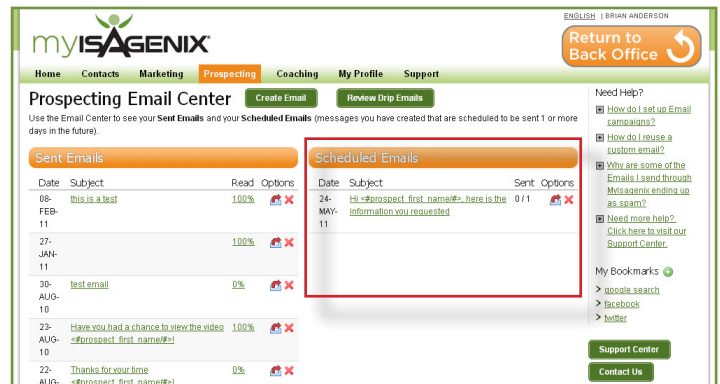 ENGLISH | BRIAN ANDERSON
myISAGENIX
Return to
Back Office
Home Contacts Marketing Prospecting Coaching My Profile Support
Prospecting Email Center
Create Email
Review Drip Emails
Use the Email Center to see your Sent Emails and your Scheduled Emails (messages you have created that are scheduled to be sent 1 or more
days in the future).
Sent Emails
Date Subject Read Options
08-
FEB-
11
this is a test
100%
27-
JAN-
11
100%
30-
AUG-
10
test email
0%
23-
AUG-
10
Have you had a chance to view the video
<#prospect_first_name/#>!
100%
22-
AUG-
Thanks for your time
<#prospect_first_name/#>!
0%
Scheduled Emails
Date Subject Sent Options
24-
MAY-
11
Hi <#prospect_first_name/#>, here is the
information you requested
0 / 1
Need Help?
How do I set up Email
campaigns?
How do I reuse a
custom email?
Why are some of the
Emails I send through
MyIsagenix ending up
as spam?
Need more help?
Click here to visit our
Support Center.
My Bookmarks
google search
facebook
twitter
Support Center
Contact Us